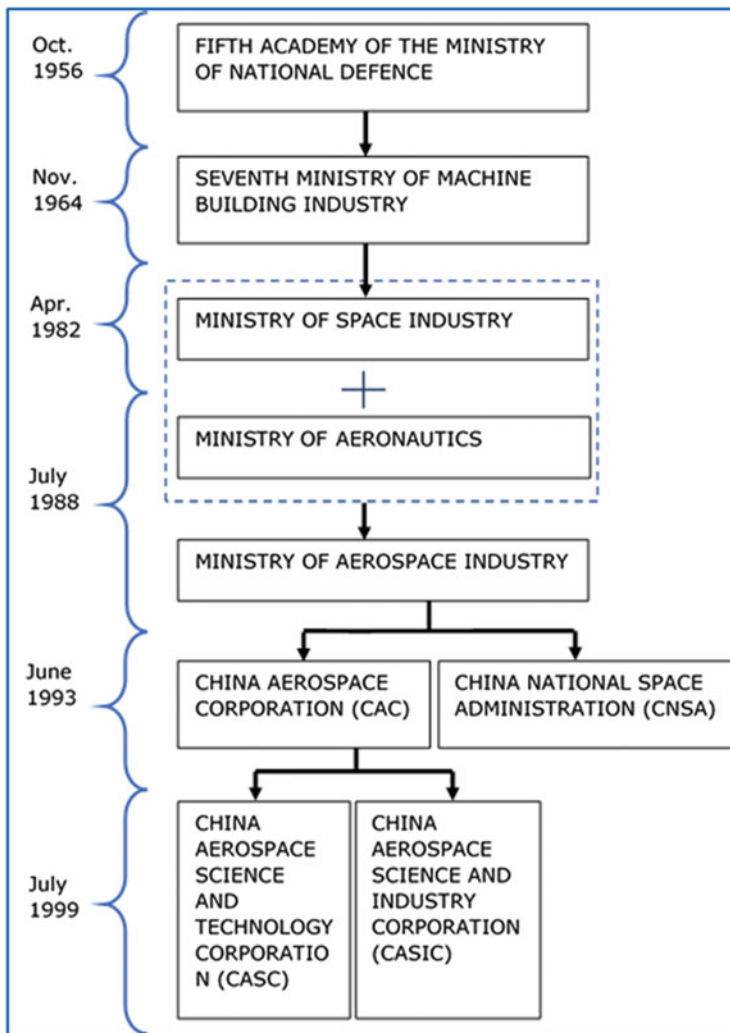 Oct.
1956
FIFTH ACADEMY OF THE MINISTRY
OF NATIONAL DEFENCE
Nov.
1964
SEVENTH MINISTRY OF MACHINE
BUILDING INDUSTRY
Apr.
1982
MINISTRY OF SPACE INDUSTRY
+
MINISTRY OF AERONAUTICS
July
1988
MINISTRY OF AEROSPACE INDUSTRY
June
1993
CHINA AEROSPACE
CORPORATION (CAC)
CHINA NATIONAL SPACE
ADMINISTRATION (CNSA)
July
1999
CHINA
AEROSPACE
SCIENCE
AND
TECHNOLOGY
CORPORATIO
N (CASC)
CHINA
AEROSPACE
SCIENCE AND
INDUSTRY
CORPORATION
(CASIC)